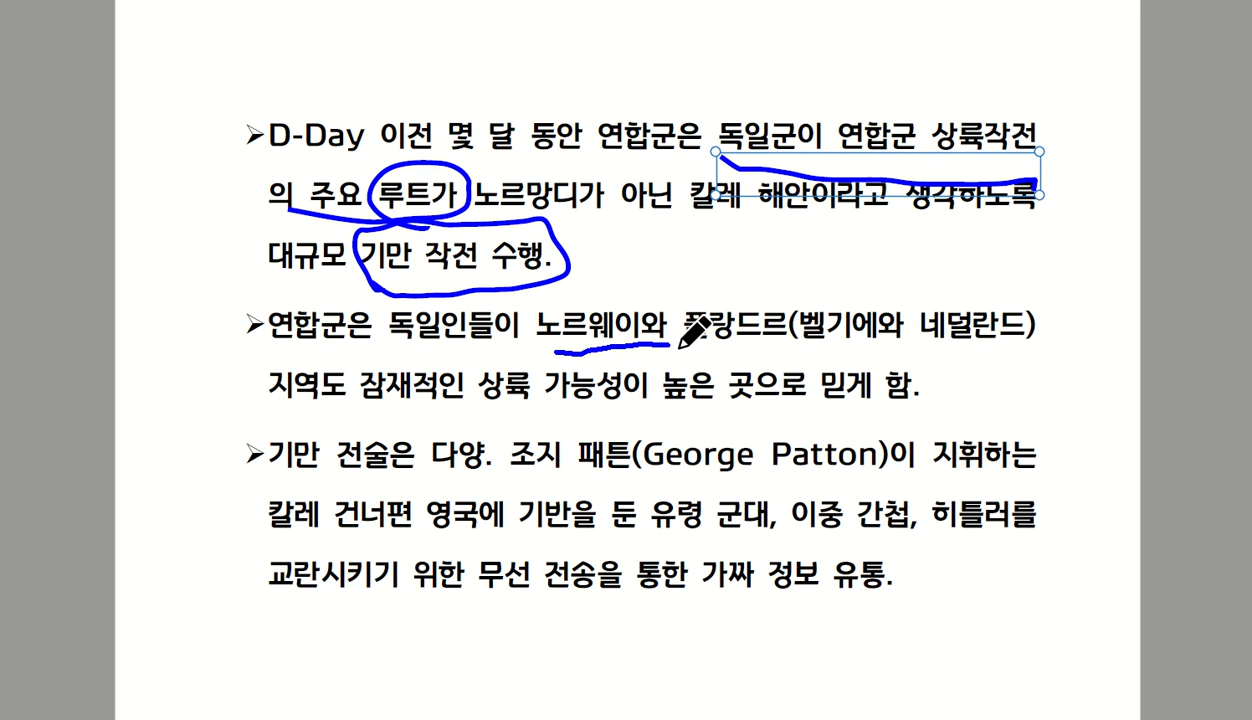 ➢D-Day 이전 몇 달 동안 연합군은 독일군이 연합군 상륙작전
의 주요 루트가 노르망디가 아닌 칼레 해안이라고 생각하도록
대규모 기만 작전 수행.
➢연합군은 독일인들이 노르웨이와 플랑드르(벨기에와 네덜란드)
지역도 잠재적인 상륙 가능성이 높은 곳으로 믿게 함.
➢기만 전술은 다양. 조지 패튼(George Patton)이 지휘하는
칼레 건너편 영국에 기반을 둔 유령 군대, 이중 간첩, 히틀러를
교란시키기 위한 무선 전송을 통한 가짜 정보 유통.